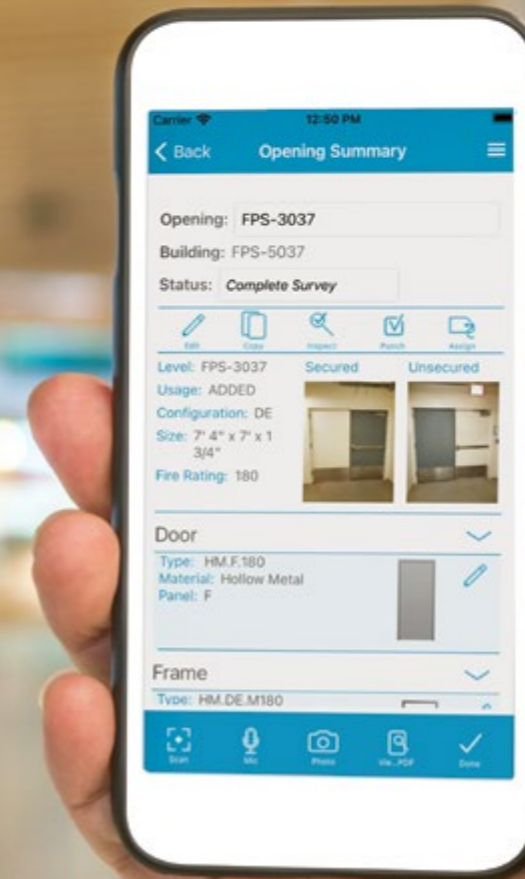 Carrier 12:50 PM
Back Opening Summary
Opening: FPS-3037
Building: FPS-5037
Status: Complete Survey
Edit Copy Inspect Punch Assign
Level: FPS-3037 Secured Unsecured
Usage: ADDED
Configuration: DE
Size: 7' 4" x 7' x 1
3/4"
Fire Rating: 180
Door
Type: HM.F.180
Material: Hollow Metal
Panel: F
Frame
Type: HM.DE.M180
Scan Mic Photo Vie...PDF Done